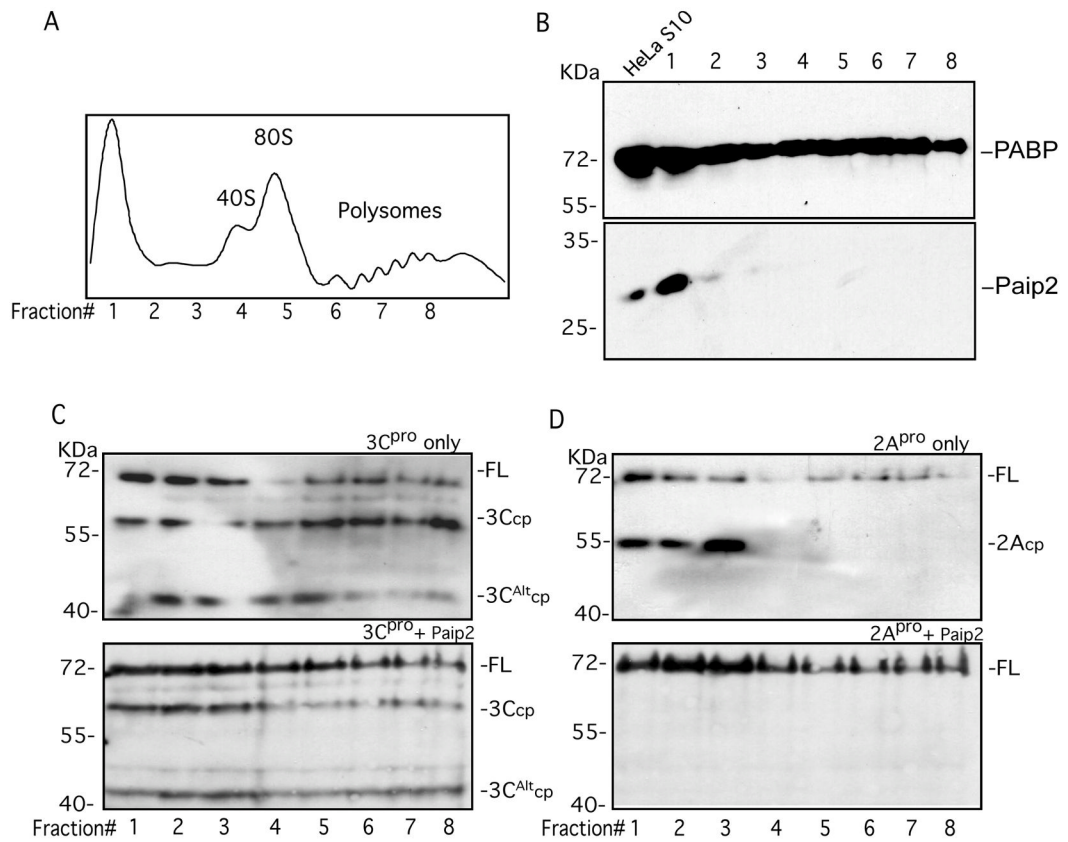 A
80S
40S
Polysomes
Fraction# 1 2 3 4 5 6 7 8
B
HeLa S10
KDa 1 2 3 4 5 6 7 8
72- -PABP
55-
35-
-Paip2
25-
C
KDa 3Cpro only
72- -FL
-3Ccp
55-
-3CAltcp
40-
3Cpro+ Paip2
72- -FL
-3Ccp
55-
-3CAltcp
40-
Fraction# 1 2 3 4 5 6 7 8
D
KDa 2Apro only
72- -FL
55- -2Acp
40-
2Apro+ Paip2
72- -FL
55-
40-
Fraction# 1 2 3 4 5 6 7 8